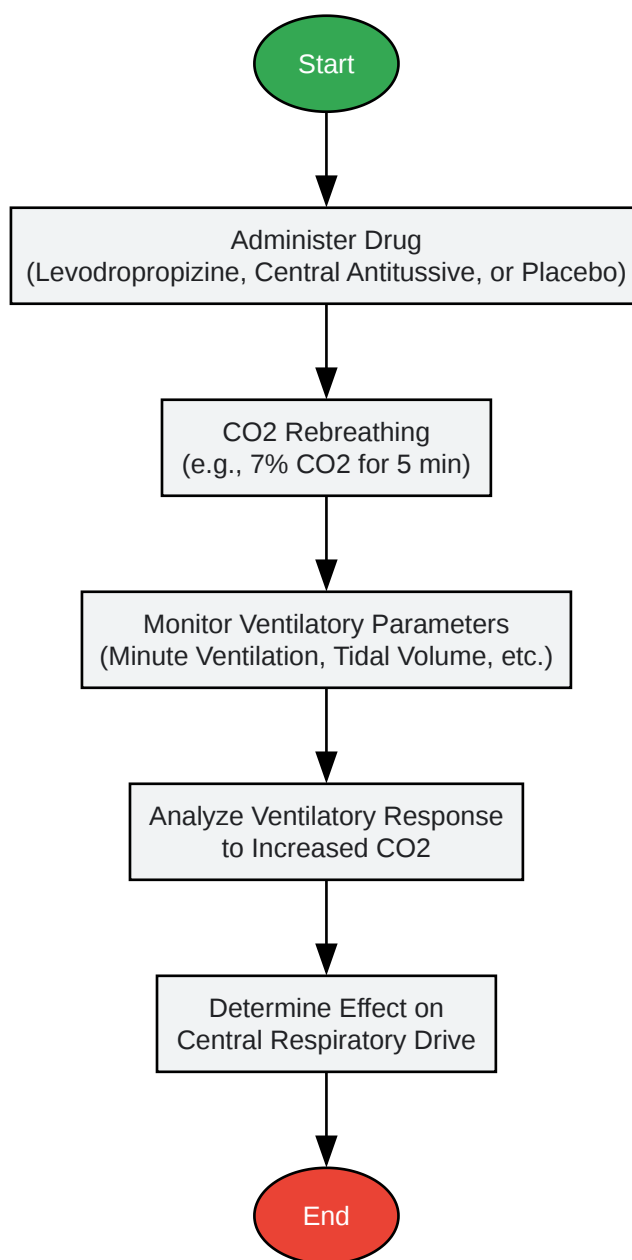 Start
Administer Drug
(Levodropropizine, Central Antitussive, or Placebo)
CO2 Rebreathing
(e.g., 7% CO2 for 5 min)
Monitor Ventilatory Parameters
(Minute Ventilation, Tidal Volume, etc.)
Analyze Ventilatory Response
to Increased CO2
Determine Effect on
Central Respiratory Drive
End